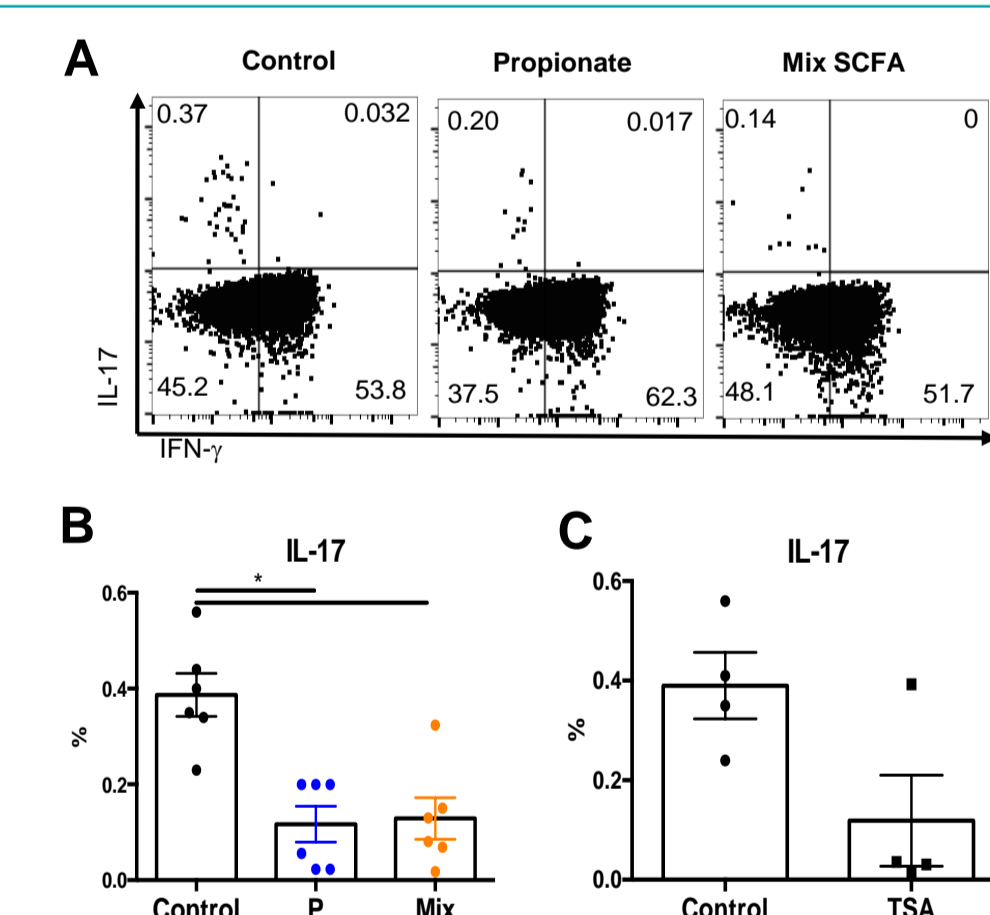 A
Control
Propionate
Mix SCFA
0.37
0.032
0.20
0.017
0.14
0
45.2
53.8
37.5
62.3
48.1
51.7
IL-17
IFN-γ
B
IL-17
*
0.6
0.4
0.2
0.0
%
Control
P
Mix
C
IL-17
0.6
0.4
0.2
0.0
%
Control
TSA